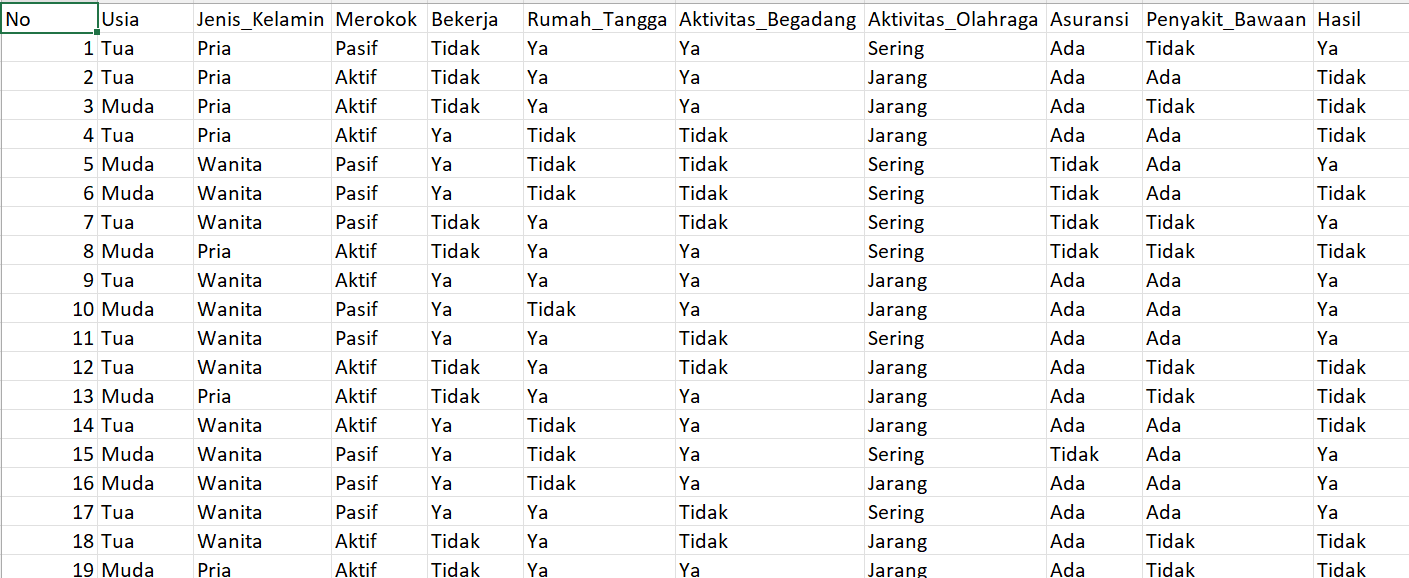 No Usia Jenis_Kelamin Merokok Bekerja Rumah_Tangga Aktivitas_Begadang Aktivitas_Olahraga Asuransi Penyakit_Bawaan Hasil
1 Tua Pria Pasif Tidak Ya Ya Sering Ada Tidak Ya
2 Tua Pria Aktif Tidak Ya Ya Jarang Ada Ada Tidak
3 Muda Pria Aktif Tidak Ya Ya Jarang Ada Tidak Tidak
4 Tua Pria Aktif Ya Tidak Tidak Jarang Ada Ada Tidak
5 Muda Wanita Pasif Ya Tidak Tidak Sering Tidak Ada Ya
6 Muda Wanita Pasif Ya Tidak Tidak Sering Tidak Ada Tidak
7 Tua Wanita Pasif Tidak Ya Tidak Sering Tidak Tidak Ya
8 Muda Pria Aktif Tidak Ya Ya Sering Tidak Tidak Tidak
9 Tua Wanita Aktif Ya Ya Ya Jarang Ada Ada Ya
10 Muda Wanita Pasif Ya Tidak Ya Jarang Ada Ada Ya
11 Tua Wanita Pasif Ya Ya Tidak Sering Ada Ada Ya
12 Tua Wanita Aktif Tidak Ya Tidak Jarang Ada Tidak Tidak
13 Muda Pria Aktif Tidak Ya Ya Jarang Ada Tidak Tidak
14 Tua Wanita Aktif Ya Tidak Ya Jarang Ada Ada Tidak
15 Muda Wanita Pasif Ya Tidak Ya Sering Tidak Ada Ya
16 Muda Wanita Pasif Ya Tidak Ya Jarang Ada Ada Ya
17 Tua Wanita Pasif Ya Ya Tidak Sering Ada Ada Ya
18 Tua Wanita Aktif Tidak Ya Tidak Jarang Ada Tidak Tidak
19 Muda Pria Aktif Tidak Ya Ya Jarang Ada Tidak Tidak